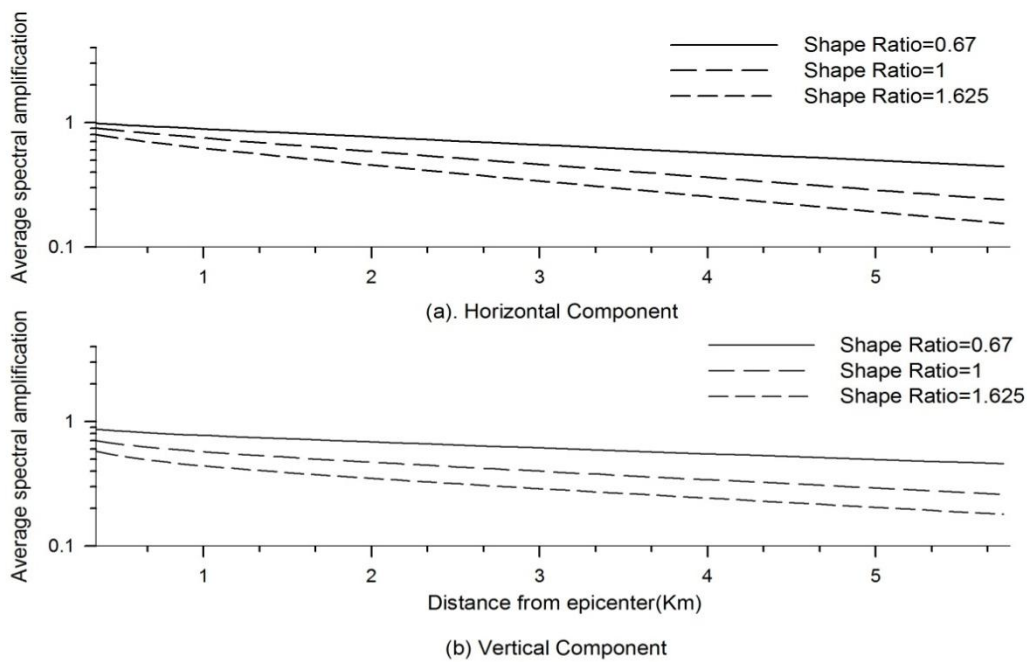 Average spectral amplification
1
0.1
Shape Ratio=0.67
Shape Ratio=1
Shape Ratio=1.625
1 2 3 4 5
(a). Horizontal Component
Average spectral amplification
1
0.1
Shape Ratio=0.67
Shape Ratio=1
Shape Ratio=1.625
1 2 3 4 5
Distance from epicenter(Km)
(b) Vertical Component